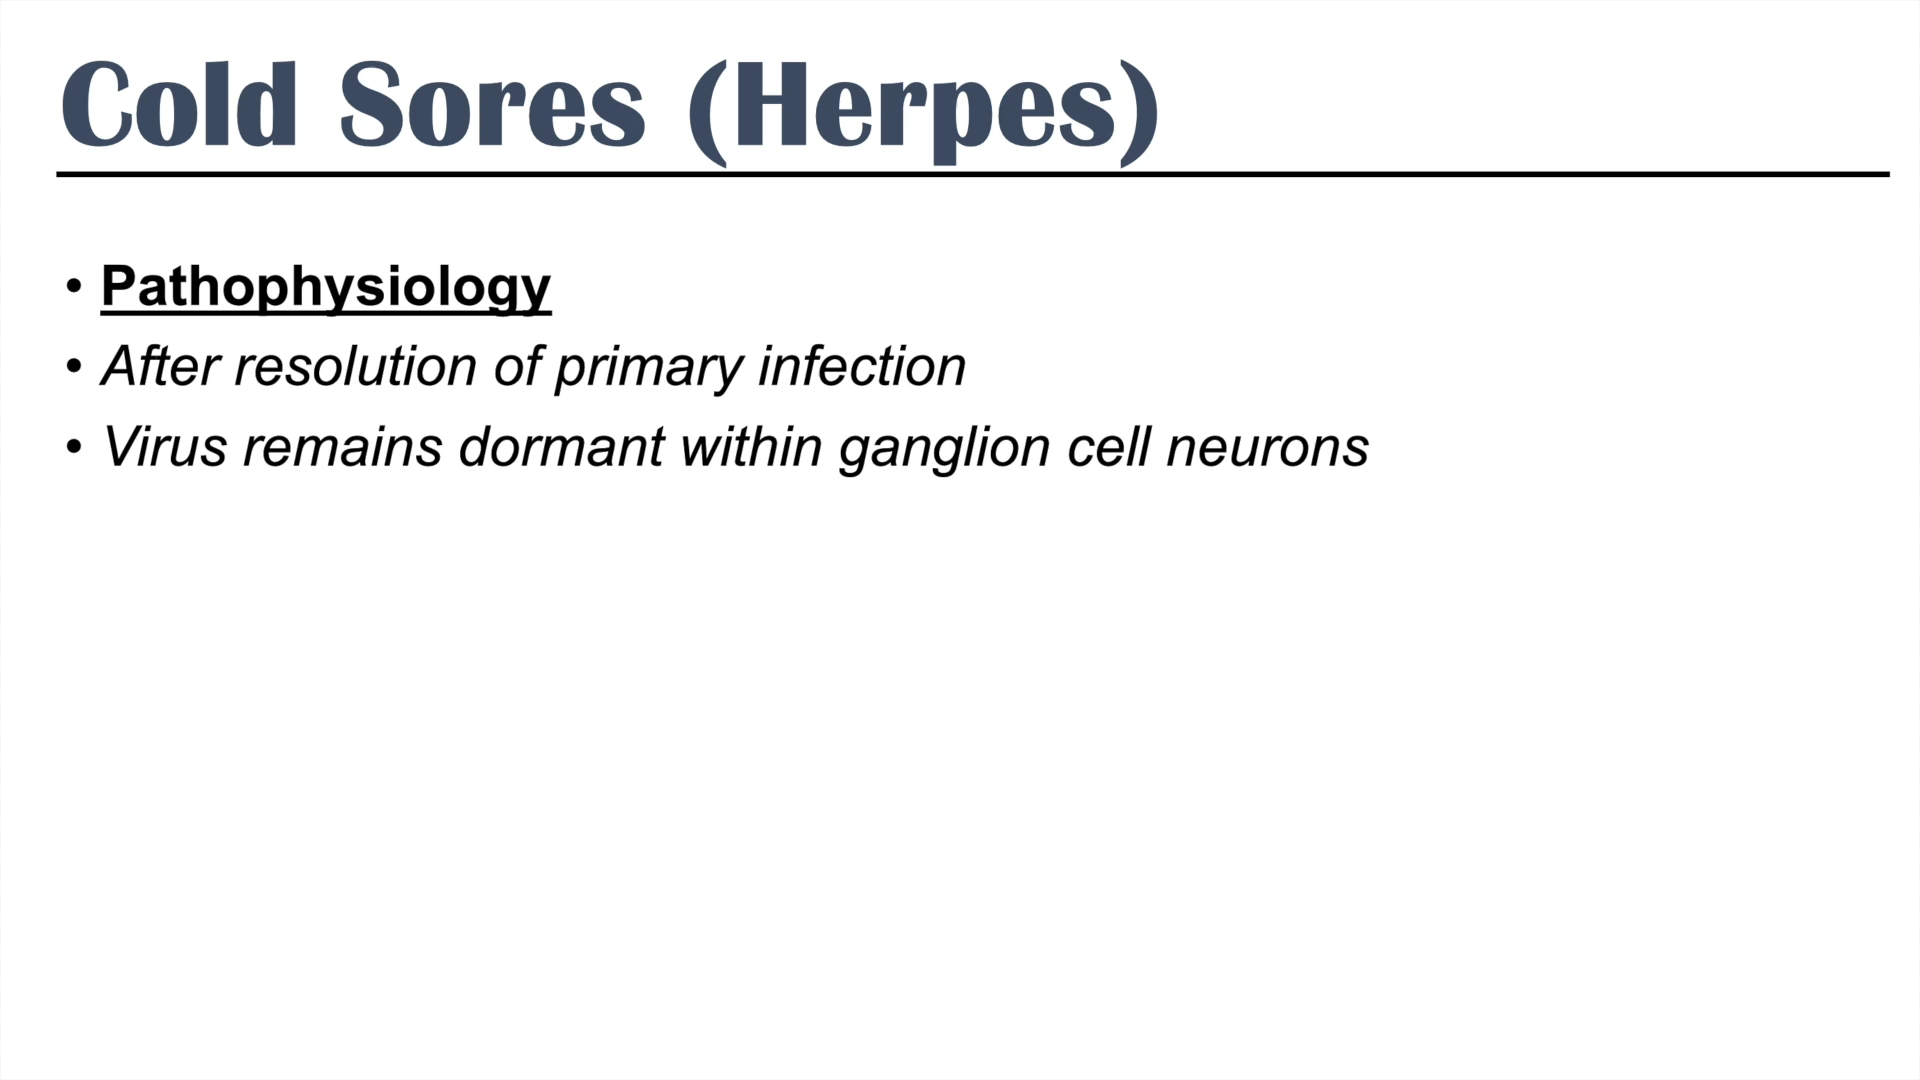 Cold Sores (Herpes)
• Pathophysiology
• After resolution of primary infection
• Virus remains dormant within ganglion cell neurons